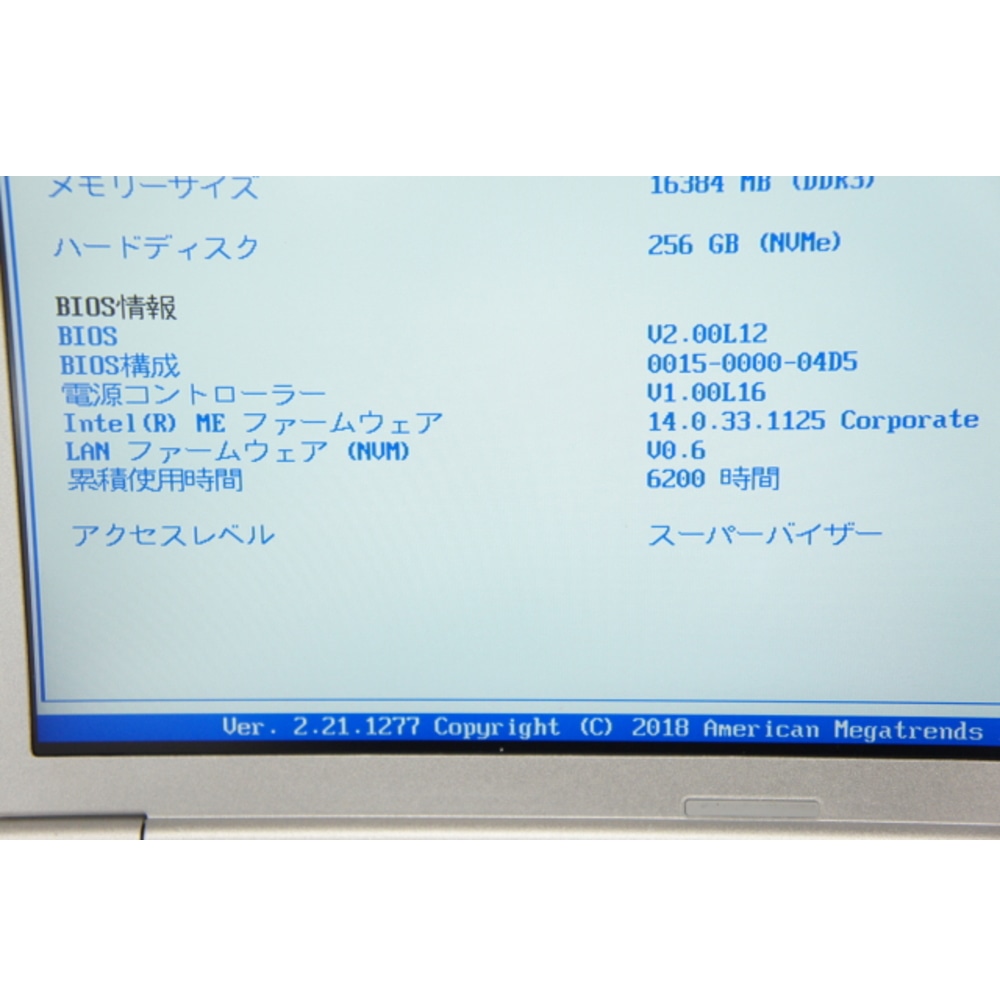 メモリーサイズ 16384 MB (DDR3)
ハードディスク 256 GB (NVMe)
BIOS情報
BIOS V2.00L12
BIOS構成 0015-0000-04D5
電源コントローラー V1.00L16
Intel(R) ME ファームウェア 14.0.33.1125 Corporate
LAN ファームウェア (NVM) V0.6
累積使用時間 6200 時間
アクセスレベル スーパーバイザー
Ver. 2.21.1277 Copyright (C) 2018 American Megatrends